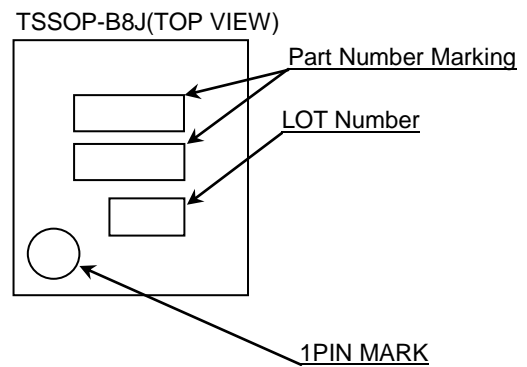 TSSOP-B8J(TOP VIEW)
Part Number Marking
LOT Number
1PIN MARK